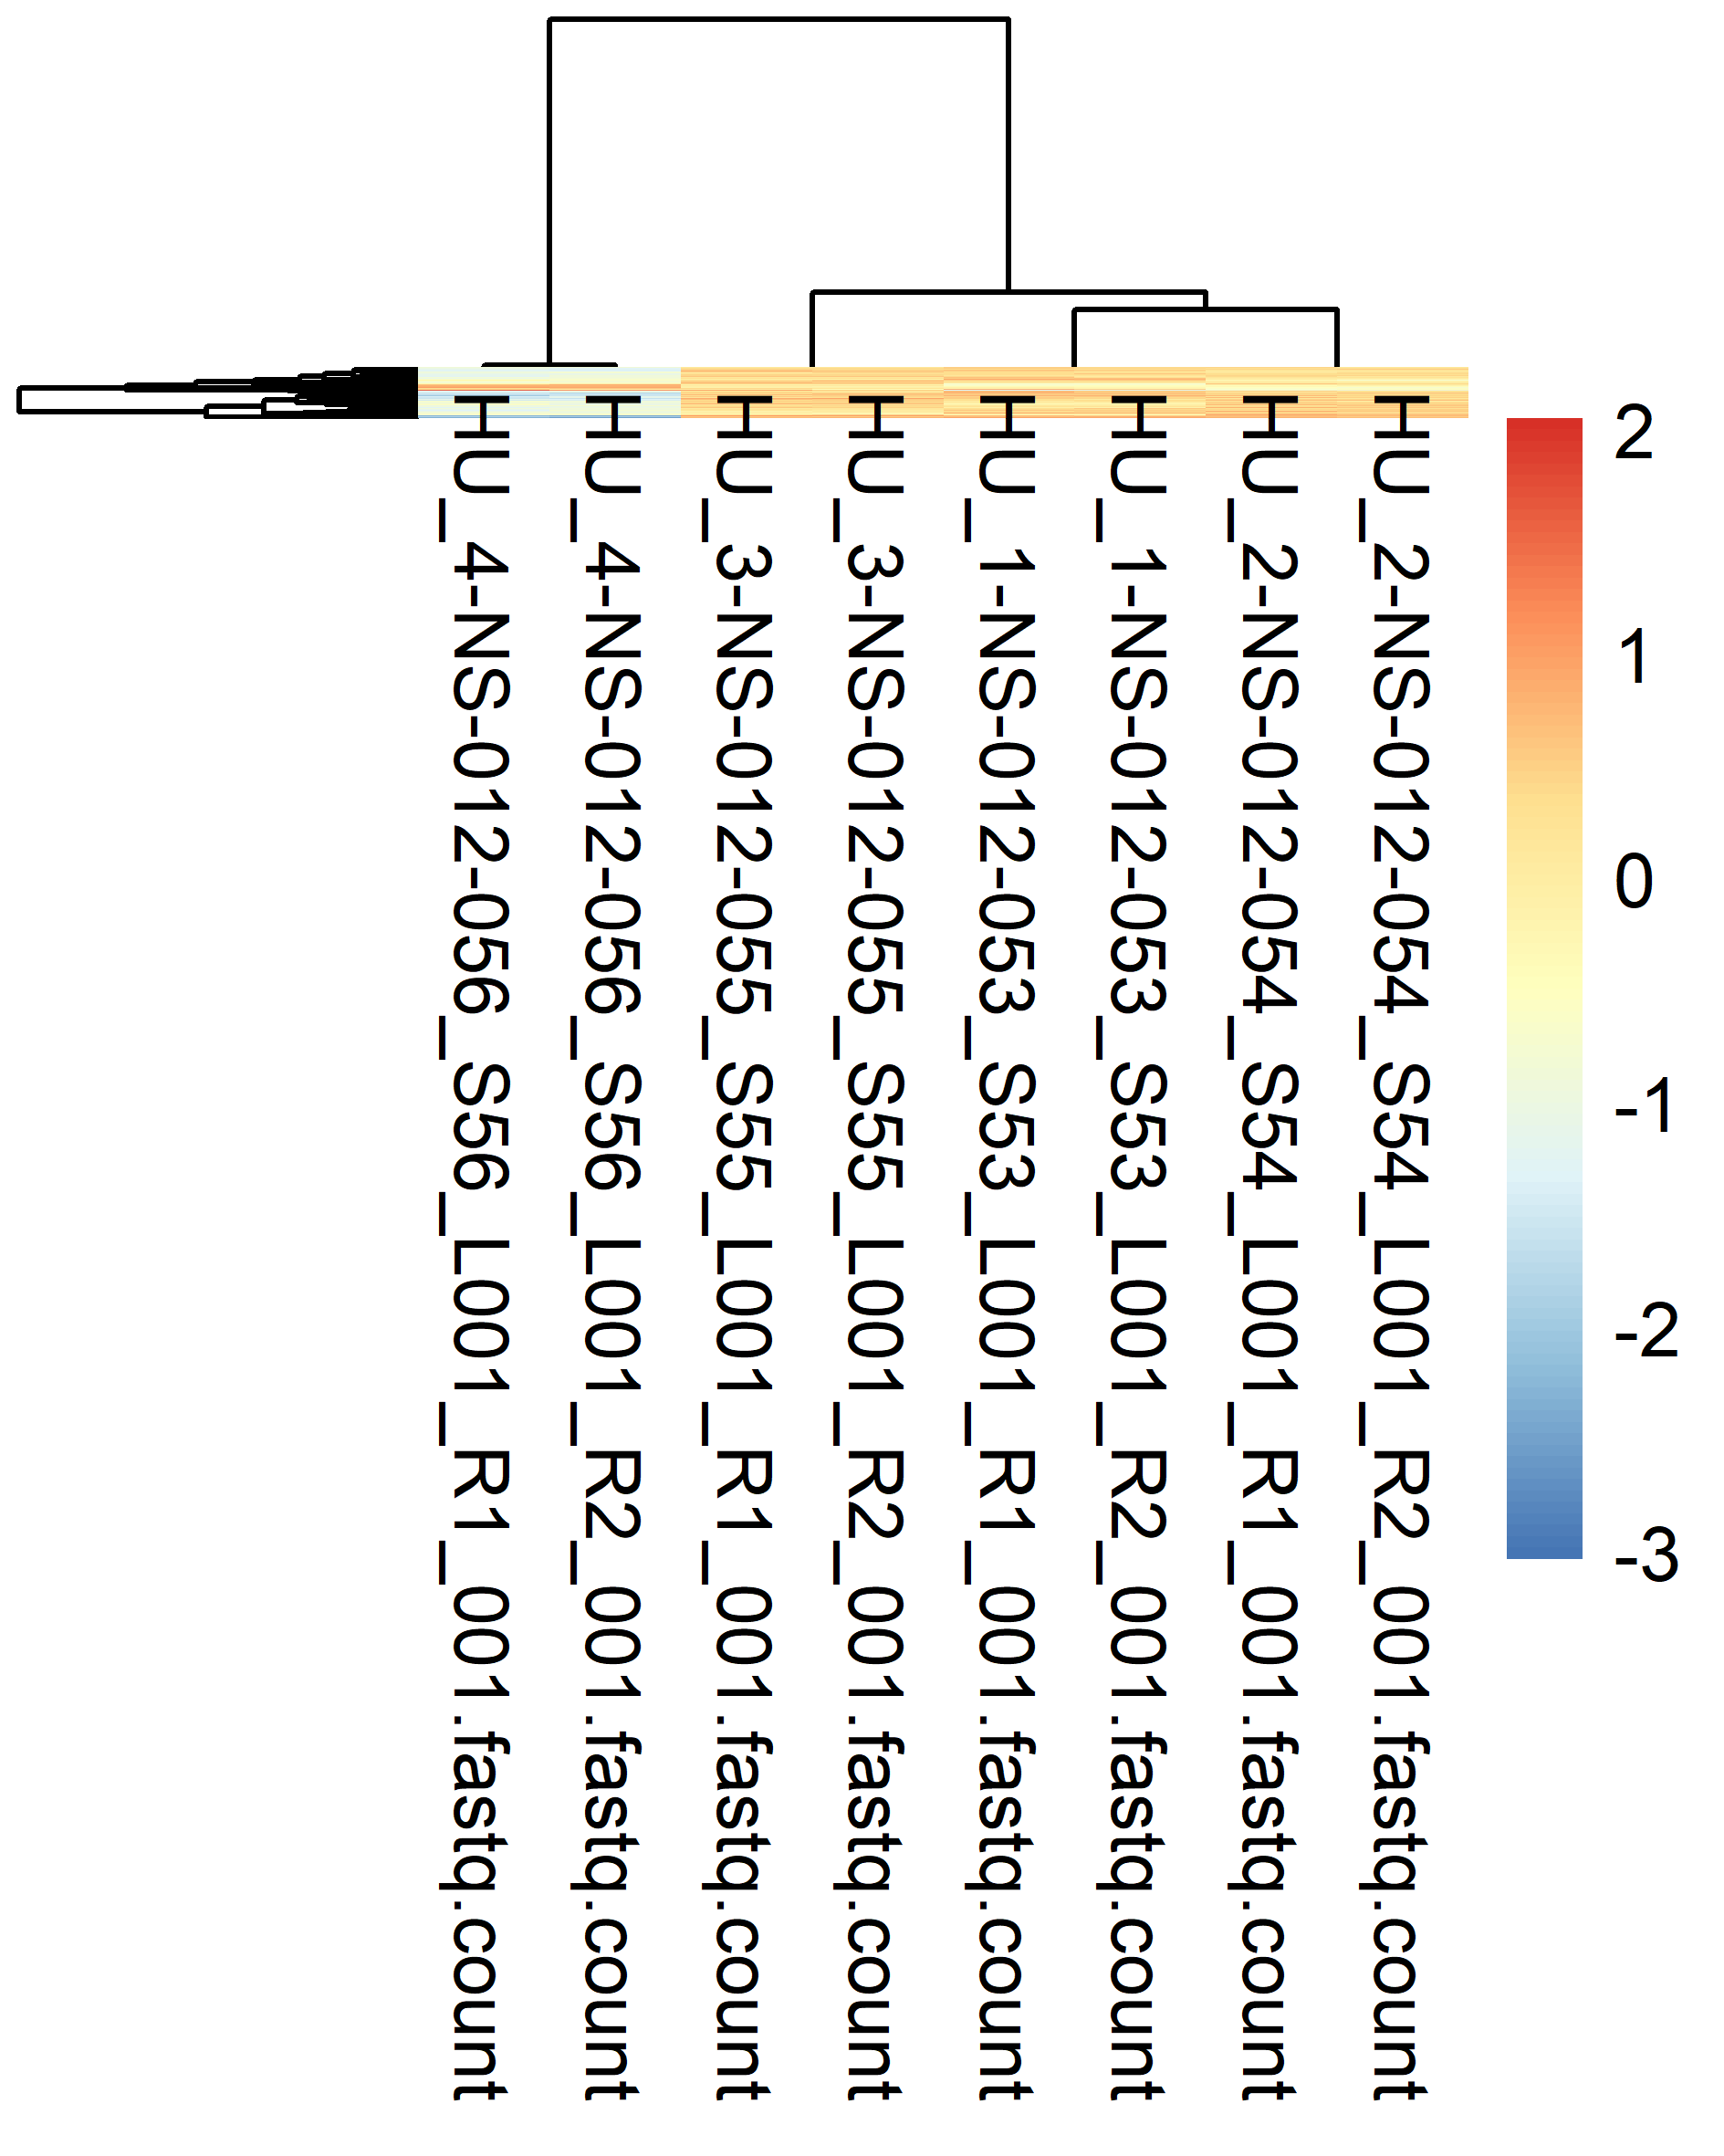 HU_4-NS-012-056_S56_L001_R1_001.fastq.count
HU_4-NS-012-056_S56_L001_R2_001.fastq.count
HU_3-NS-012-055_S55_L001_R1_001.fastq.count
HU_3-NS-012-055_S55_L001_R2_001.fastq.count
HU_1-NS-012-053_S53_L001_R1_001.fastq.count
HU_1-NS-012-053_S53_L001_R2_001.fastq.count
HU_2-NS-012-054_S54_L001_R1_001.fastq.count
HU_2-NS-012-054_S54_L001_R2_001.fastq.count
2
1
0
-1
-2
-3